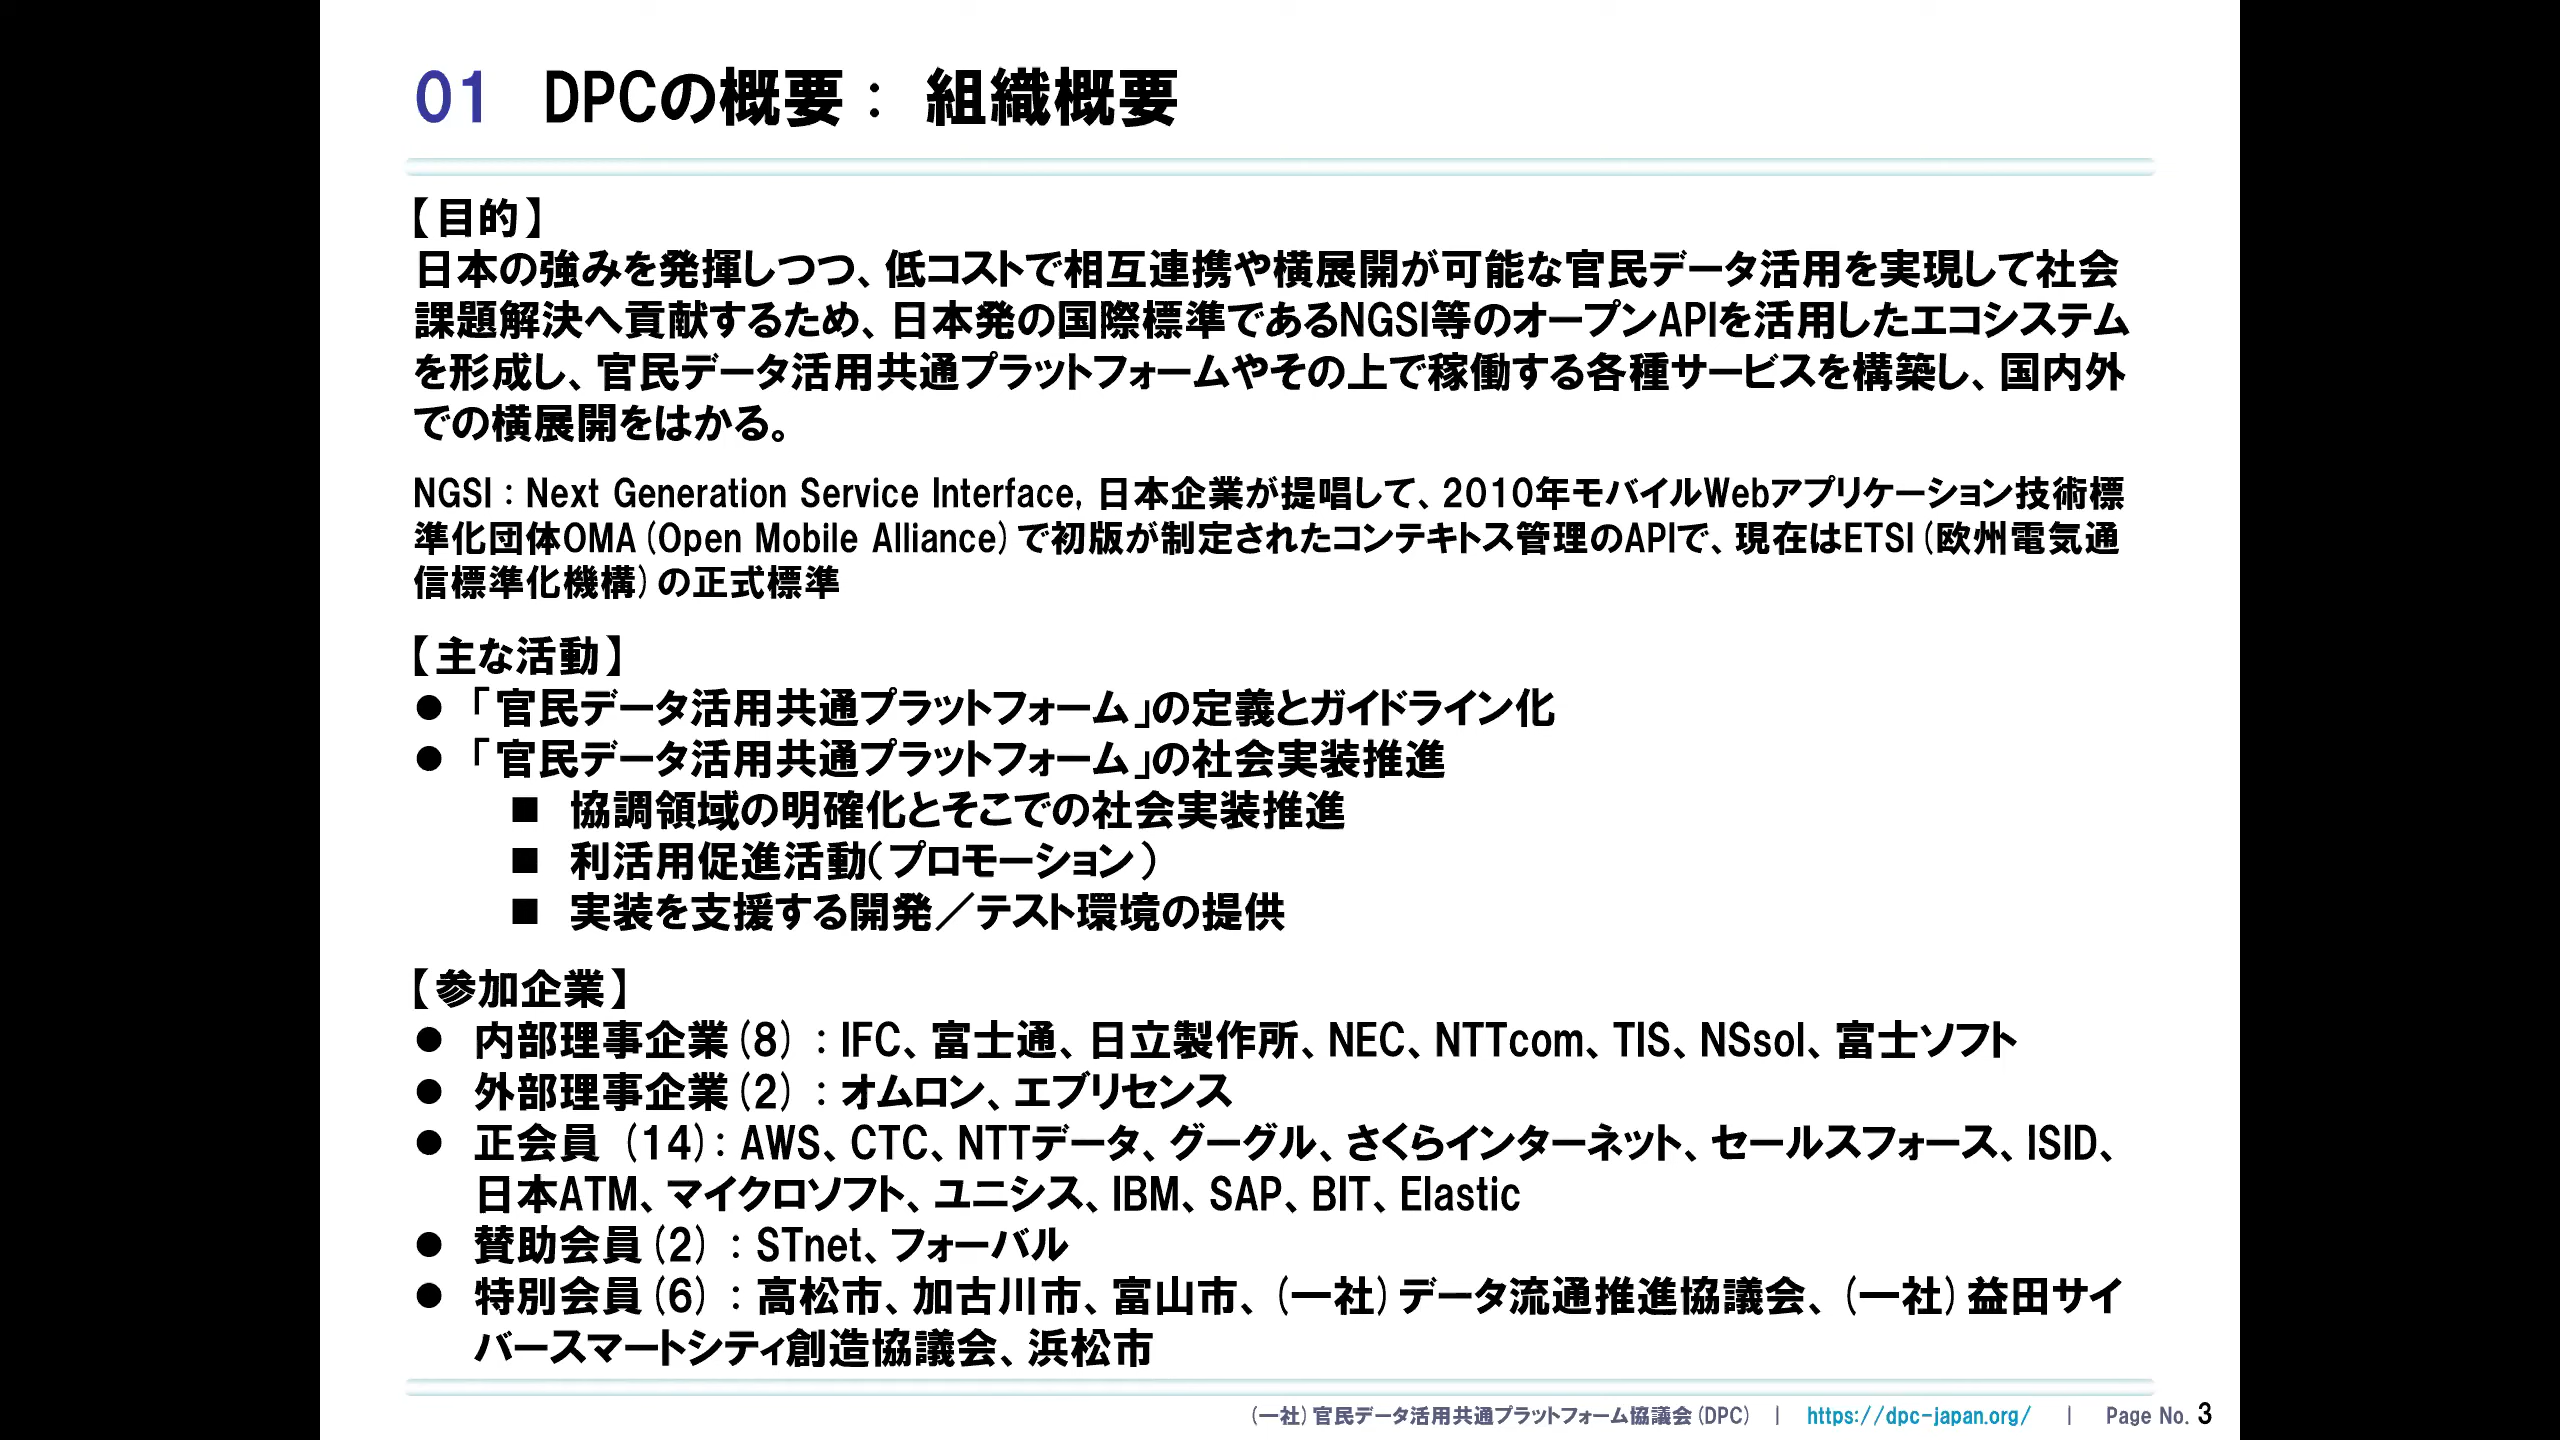 01 DPCの概要： 組織概要
【目的】
日本の強みを発揮しつつ、低コストで相互連携や横展開が可能な官民データ活用を実現して社会
課題解決へ貢献するため、日本発の国際標準であるNGSI等のオープンAPIを活用したエコシステム
を形成し、官民データ活用共通プラットフォームやその上で稼働する各種サービスを構築し、国内外
での横展開をはかる。
NGSI：Next Generation Service Interface, 日本企業が提唱して、2010年モバイルWebアプリケーション技術標
準化団体OMA（Open Mobile Alliance）で初版が制定されたコンテキトス管理のAPIで、現在はETSI（欧州電気通
信標準化機構）の正式標準
【主な活動】
● 「官民データ活用共通プラットフォーム」の定義とガイドライン化
● 「官民データ活用共通プラットフォーム」の社会実装推進
■ 協調領域の明確化とそこでの社会実装推進
■ 利活用促進活動（プロモーション）
■ 実装を支援する開発／テスト環境の提供
【参加企業】
● 内部理事企業（8）：IFC、富士通、日立製作所、NEC、NTTcom、TIS、NSsol、富士ソフト
● 外部理事企業（2）：オムロン、エブリセンス
● 正会員 （14）：AWS、CTC、NTTデータ、グーグル、さくらインターネット、セールスフォース、ISID、
日本ATM、マイクロソフト、ユニシス、IBM、SAP、BIT、Elastic
● 賛助会員（2）：STnet、フォーバル
● 特別会員（6）：高松市、加古川市、富山市、（一社）データ流通推進協議会、（一社）益田サイ
バースマートシティ創造協議会、浜松市
（一社）官民データ活用共通プラットフォーム協議会（DPC） | https://dpc-japan.org/ | Page No. 3